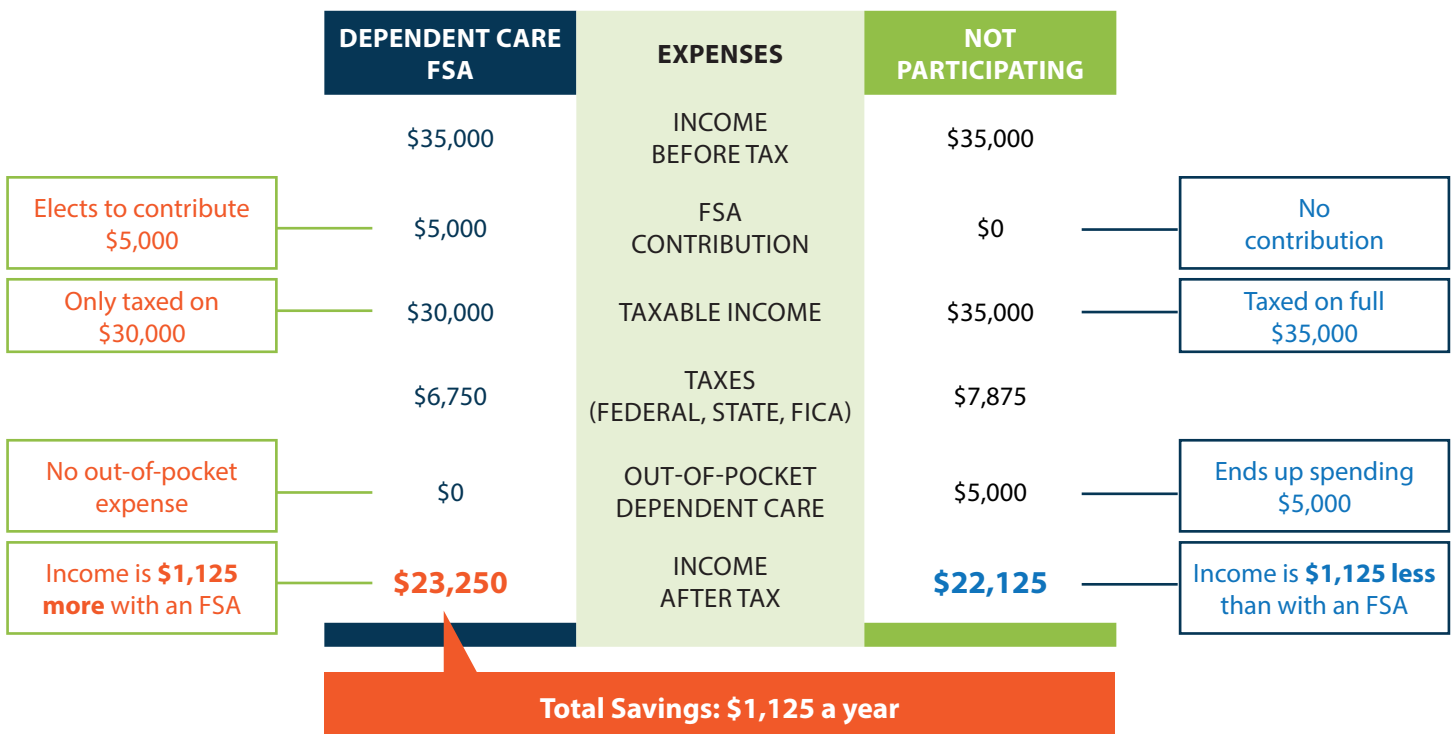 DEPENDENT CARE
FSA
EXPENSES
NOT
PARTICIPATING
$35,000
INCOME
BEFORE TAX
$35,000
Elects to contribute
$5,000
$5,000
FSA
CONTRIBUTION
$0
No
contribution
Only taxed on
$30,000
$30,000
TAXABLE INCOME
$35,000
Taxed on full
$35,000
$6,750
TAXES
(FEDERAL, STATE, FICA)
$7,875
No out-of-pocket
expense
$0
OUT-OF-POCKET
DEPENDENT CARE
$5,000
Ends up spending
$5,000
Income is $1,125
more with an FSA
$23,250
INCOME
AFTER TAX
$22,125
Income is $1,125 less
than with an FSA
Total Savings: $1,125 a year